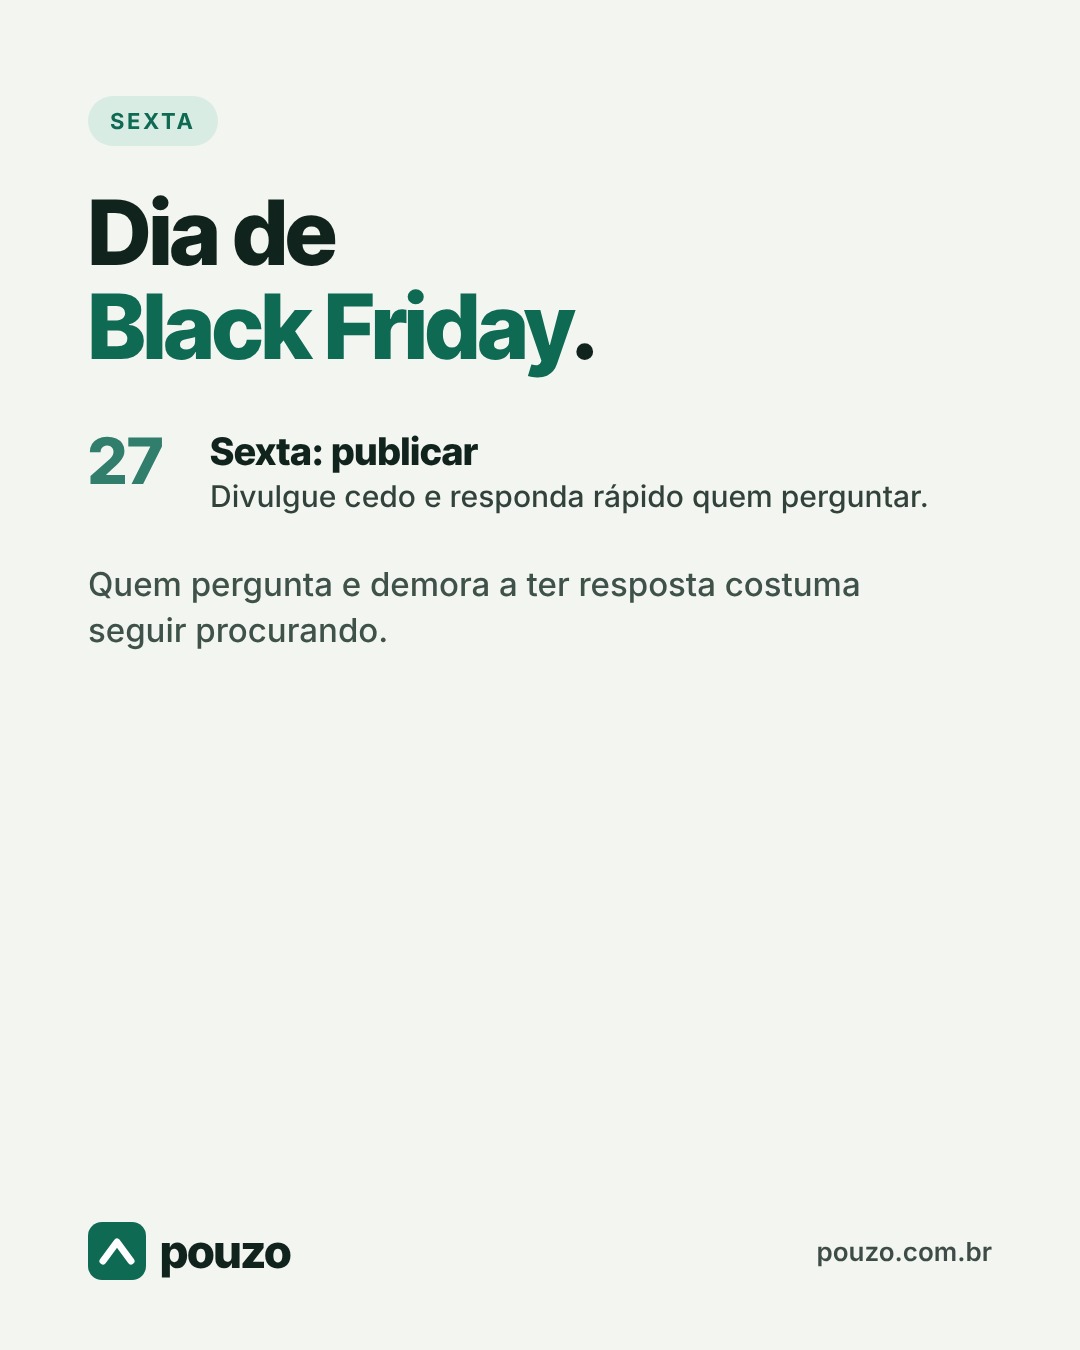 SEXTA
Dia de
Black Friday.
27
Sexta: publicar
Divulgue cedo e responda rápido quem perguntar.
Quem pergunta e demora a ter resposta costuma
seguir procurando.
pouzo
pouzo.com.br